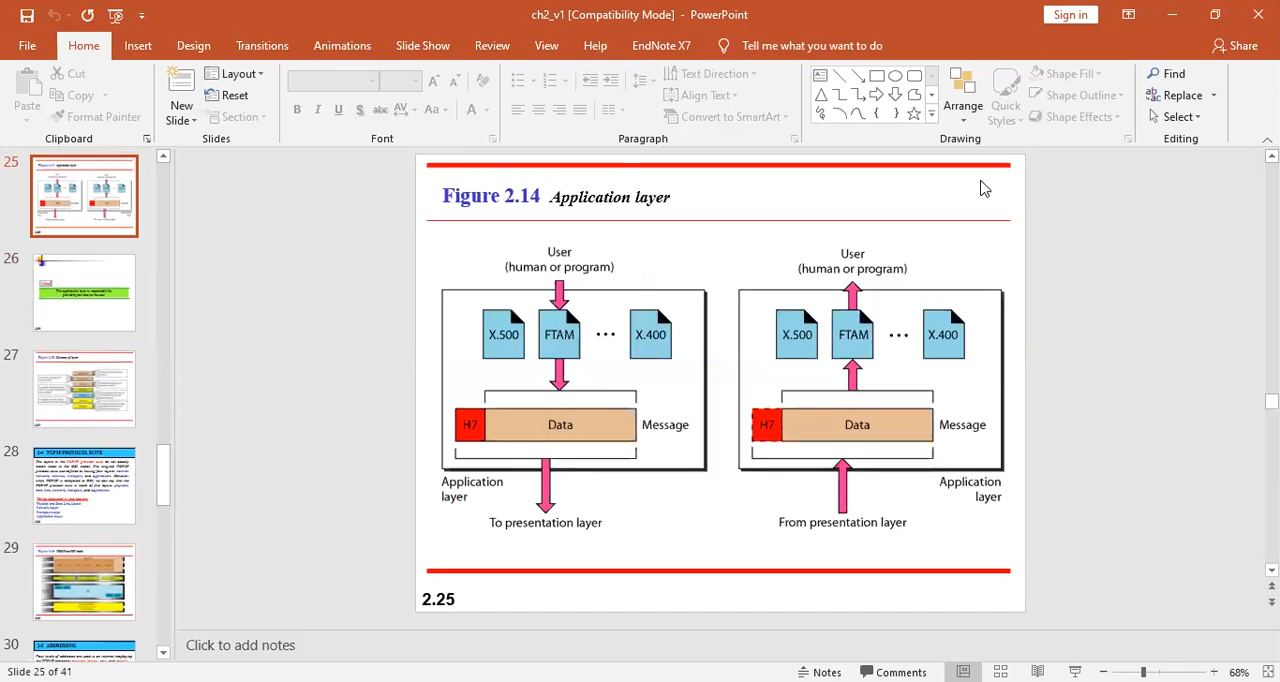 ch2_v1 [Compatibility Mode] - PowerPoint
Sign in
File Home Insert Design Transitions Animations Slide Show Review View Help EndNote X7 Tell me what you want to do Share
Paste
Cut
Copy
Format Painter
Clipboard
New
Slide
Layout
Reset
Section
Slides
B I U S abc AV Aa A
Font
Text Direction
Align Text
Convert to SmartArt
Paragraph
Arrange
Quick
Styles
Shape Fill
Shape Outline
Shape Effects
Drawing
Find
Replace
Select
Editing
25
26
27
28
29
30
Figure 2.14 Application layer
User
(human or program)
X.500 FTAM ... X.400
H7 Data Message
Application
layer
To presentation layer
User
(human or program)
X.500 FTAM ... X.400
H7 Data Message
Application
layer
From presentation layer
2.25
Click to add notes
Slide 25 of 41
Notes Comments 68%